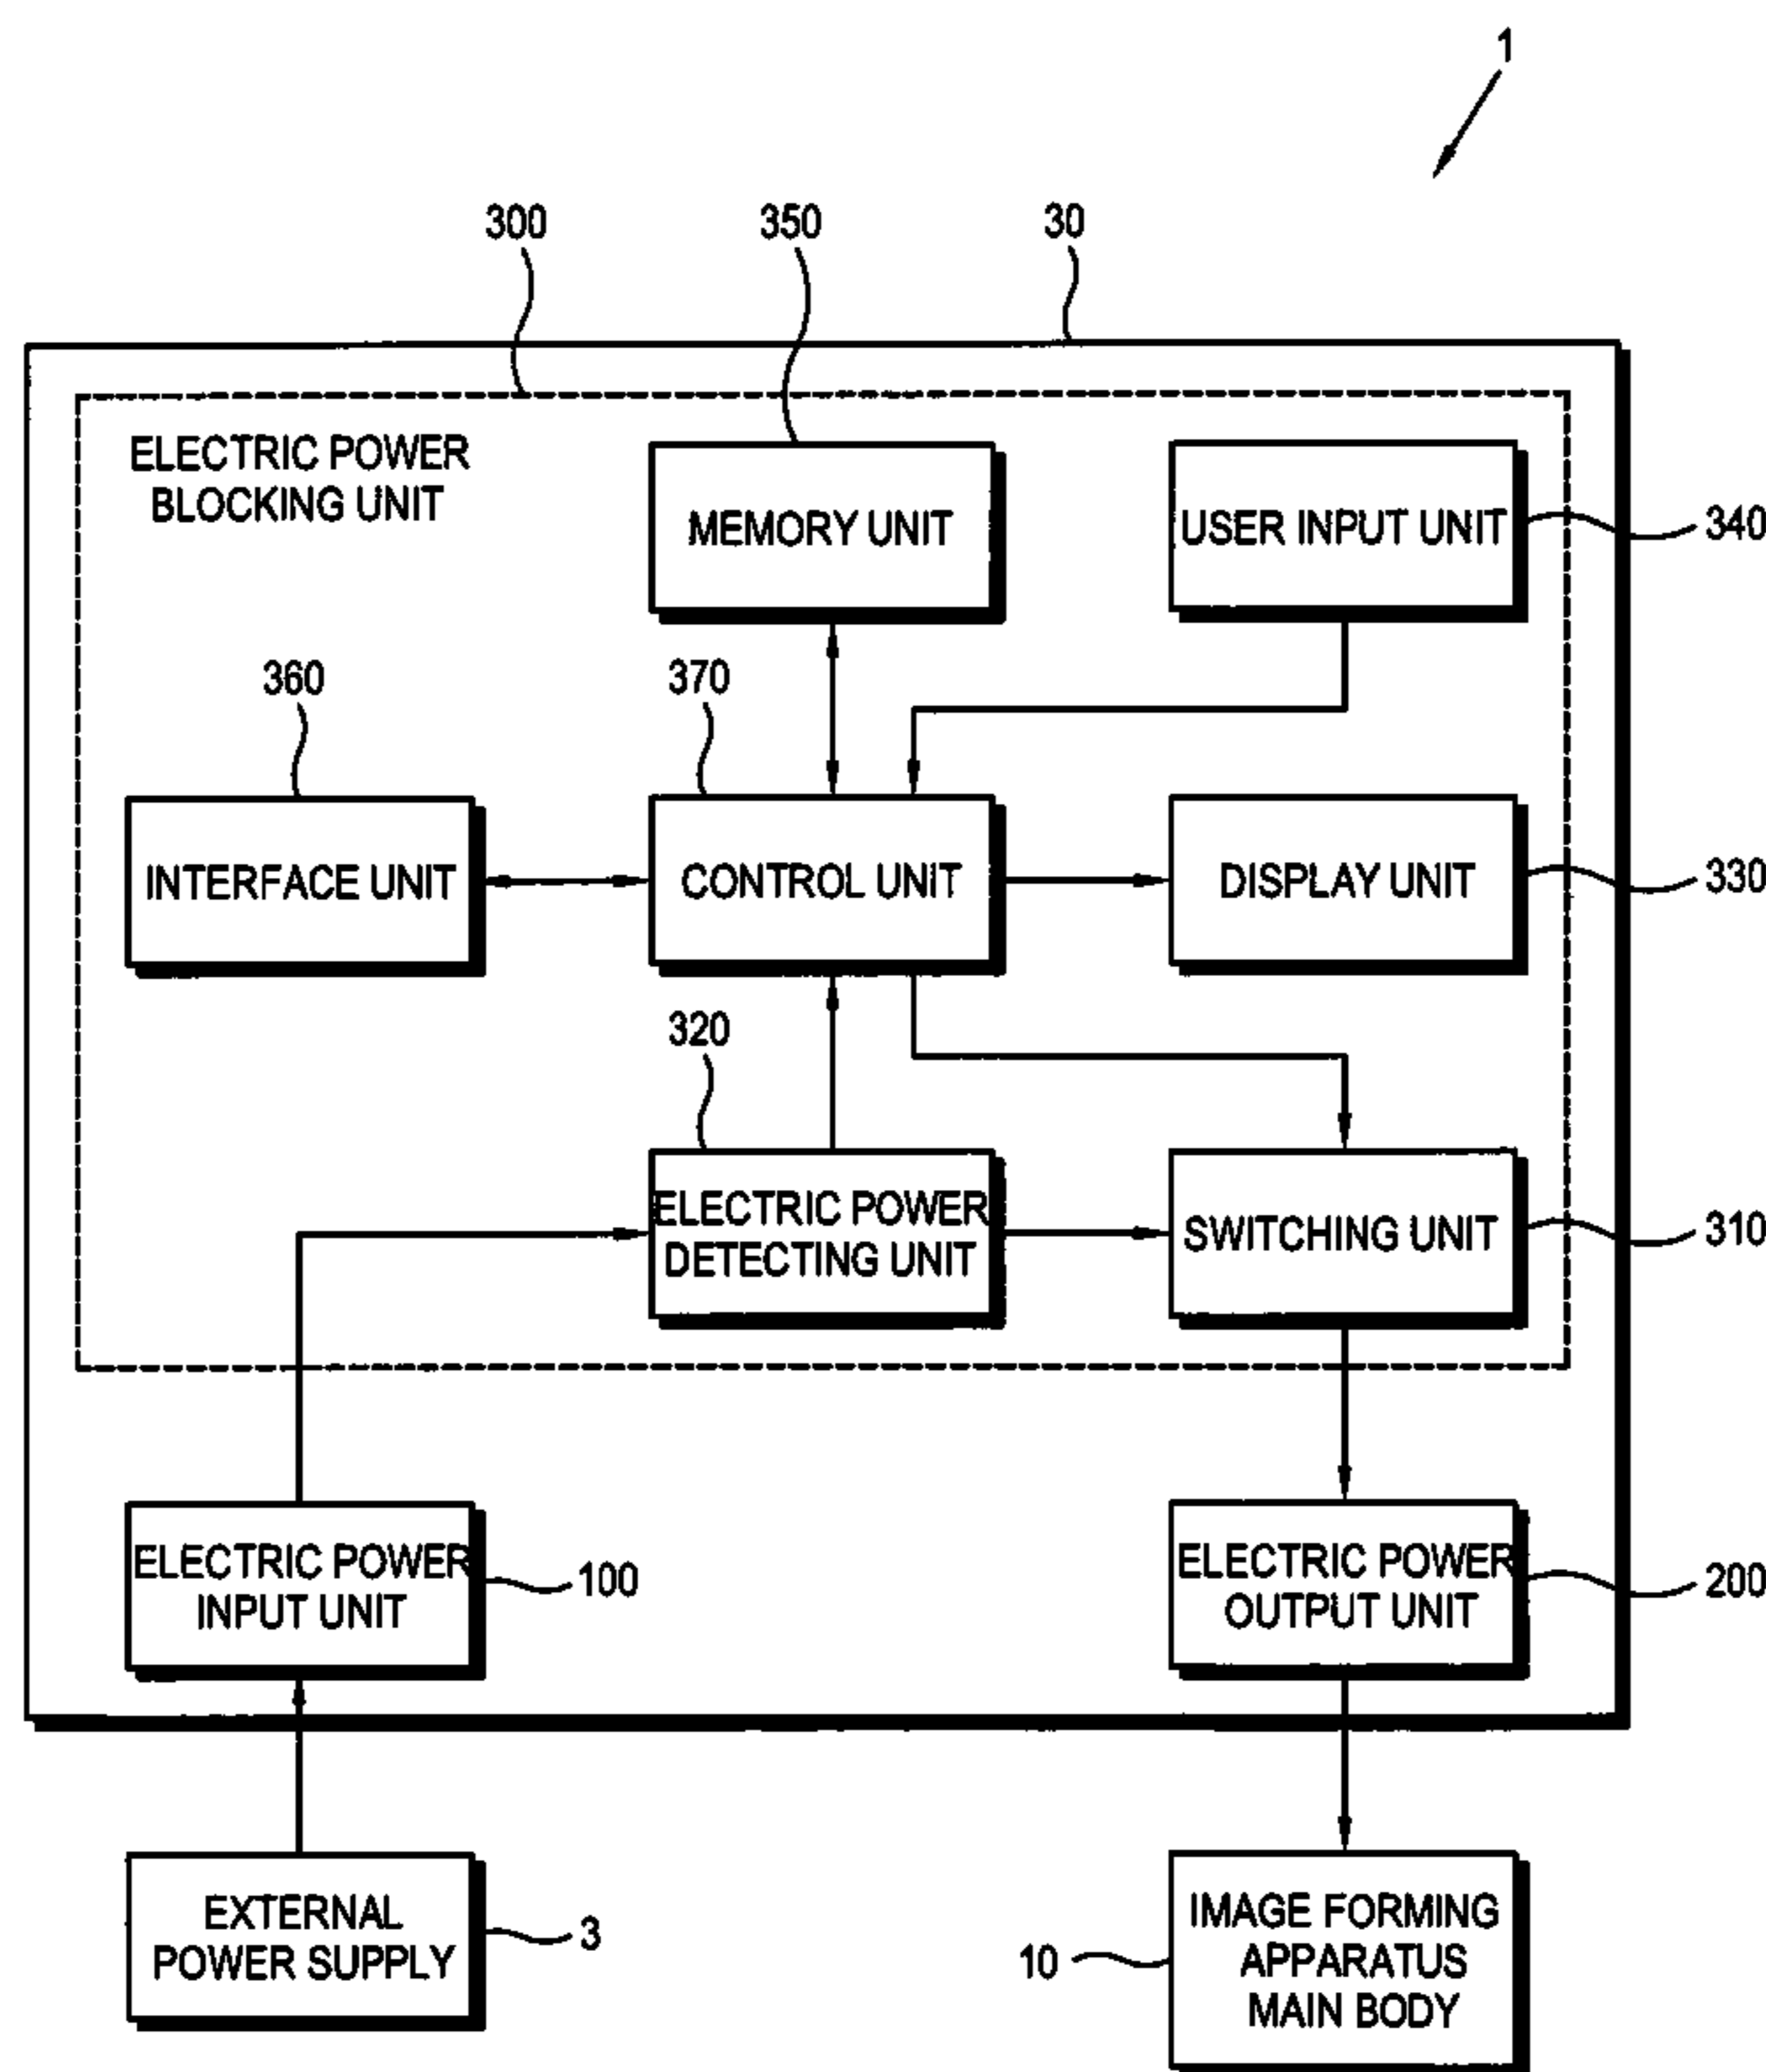 1
300
350
30
ELECTRIC POWER
BLOCKING UNIT
MEMORY UNIT
USER INPUT UNIT
340
360
370
INTERFACE UNIT
CONTROL UNIT
DISPLAY UNIT
330
320
ELECTRIC POWER
DETECTING UNIT
SWITCHING UNIT
310
ELECTRIC POWER
INPUT UNIT
100
ELECTRIC POWER
OUTPUT UNIT
200
EXTERNAL
POWER SUPPLY
3
10
IMAGE FORMING
APPARATUS
MAIN BODY